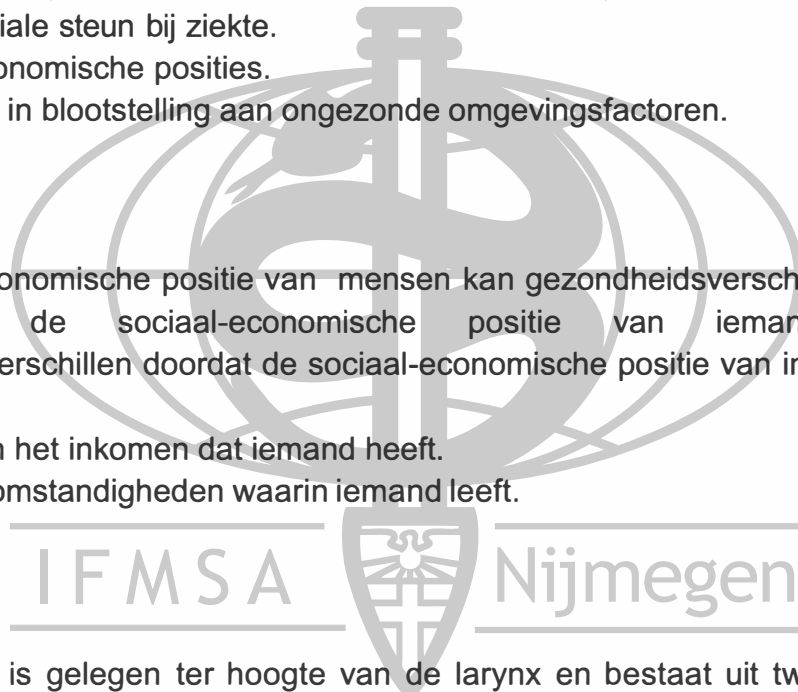 iale steun bij ziekte.
onomische posities.
in blootstelling aan ongezonde omgevingsfactoren.
onomische positie van mensen kan gezondheidsversch
de sociaal-economische positie van ieman
erschillen doordat de sociaal-economische positie van in
het inkomen dat iemand heeft.
omstandigheden waarin iemand leeft.
IFMSA Nijmegen
is gelegen ter hoogte van de larynx en bestaat uit tw